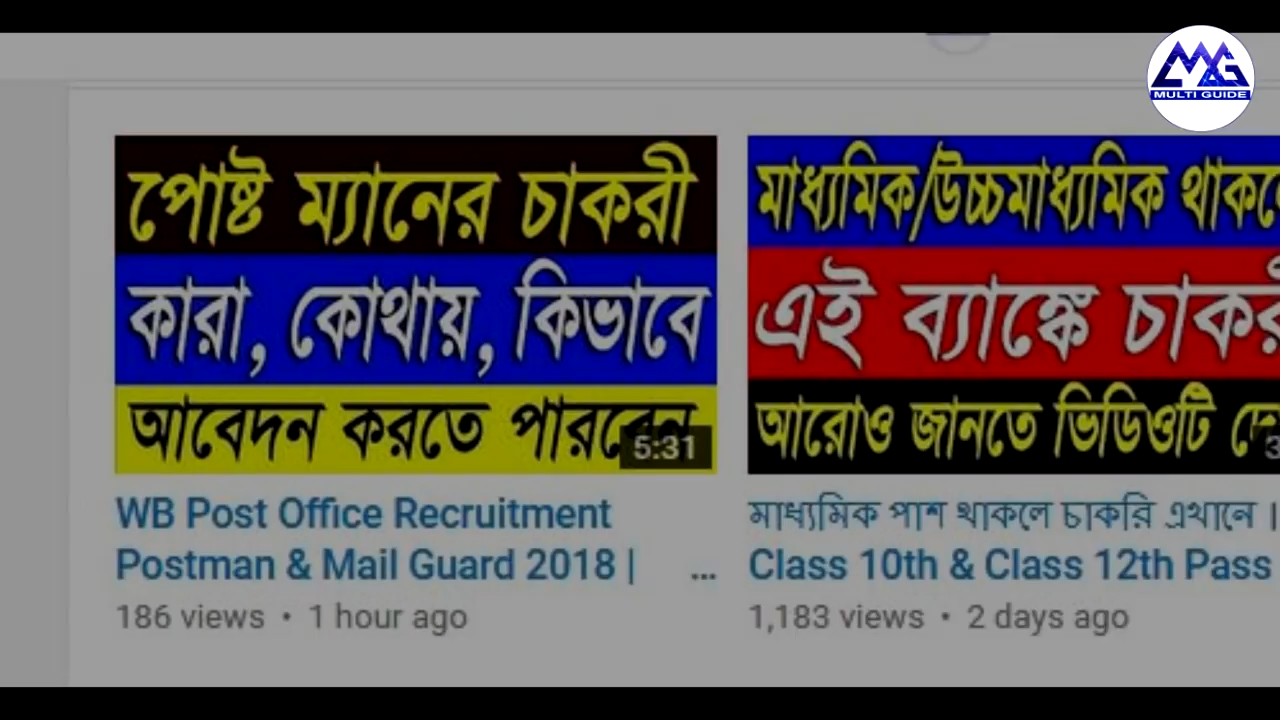 MULTI GUIDE
পোষ্ট ম্যানের চাকরী
কারা, কোথায়, কিভাবে
আবেদন করতে পারবেন
5:31
WB Post Office Recruitment
Postman & Mail Guard 2018 | ...
186 views • 1 hour ago
মাধ্যমিক/উচ্চমাধ্যমিক থাকলে
এই ব্যাঙ্কে
আরোও জানতে ভিডিওটি
মাধ্যমিক পাশ থাকলে চাকরি এখানে |
Class 10th & Class 12th Pass
1,183 views • 2 days ago